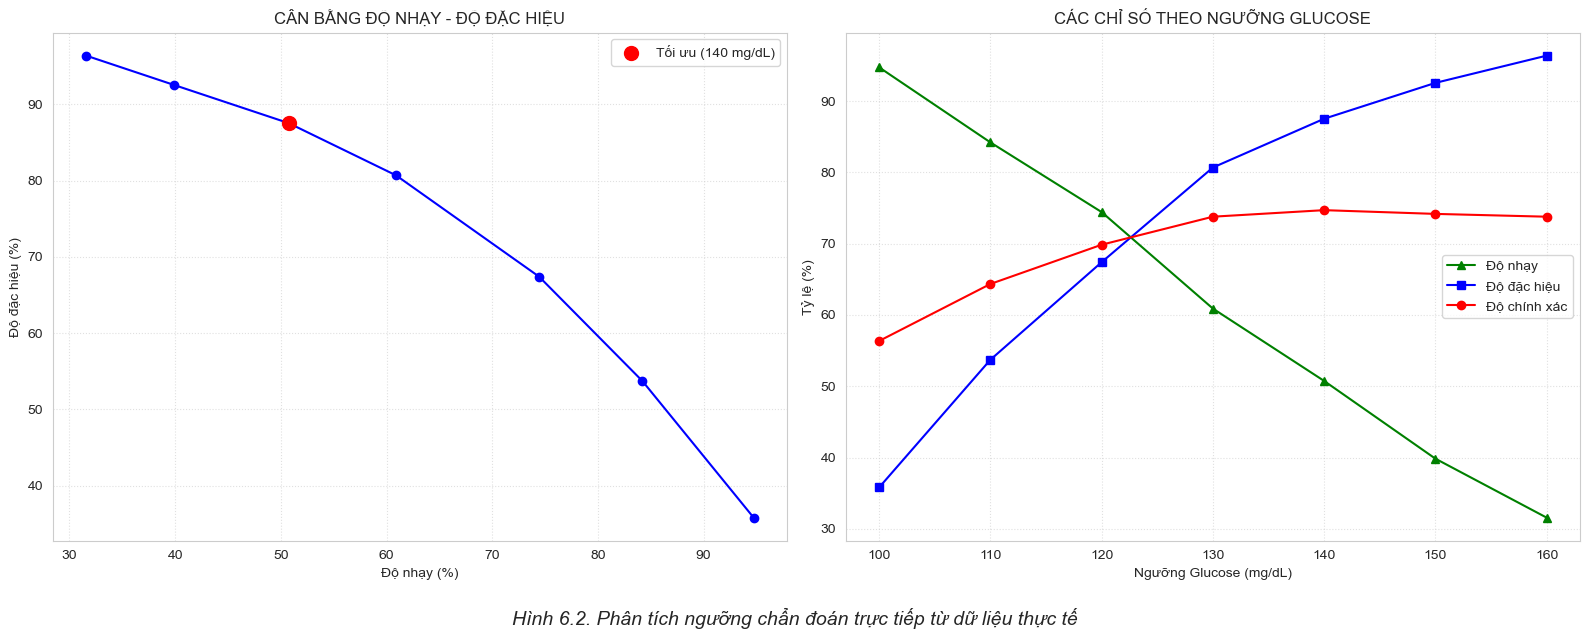 CÂN BẰNG ĐỌ NHẠY - ĐỌ ĐẶC HIỆU
Tối ưu (140 mg/dL)
Độ đặc hiệu (%)
90
80
70
60
50
40
30 40 50 60 70 80 90
Độ nhạy (%)
CÁC CHỈ SÓ THEO NGƯỠNG GLUCOSE
Tỷ lệ (%)
90
80
70
60
50
40
30
Độ nhạy
Độ đặc hiệu
Độ chính xác
100 110 120 130 140 150 160
Ngưỡng Glucose (mg/dL)
Hình 6.2. Phân tích ngưỡng chẩn đoán trực tiếp từ dữ liệu thực tế